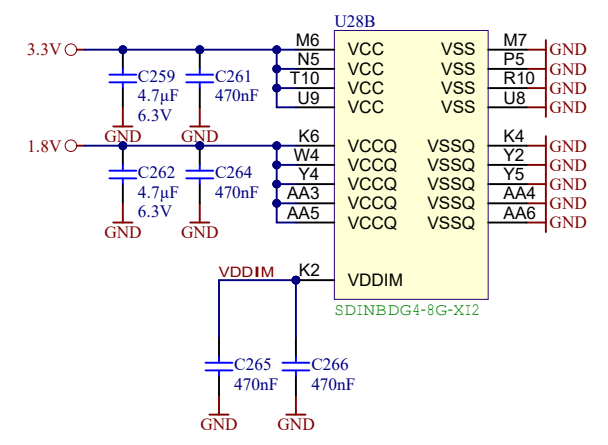 U28B
3.3V
M6 VCC VSS M7 GND
N5 VCC VSS P5 GND
T10 VCC VSS R10 GND
U9 VCC VSS U8 GND
C259
4.7µF
6.3V
GND
C261
470nF
GND
1.8V
K6 VCCQ VSSQ K4 GND
W4 VCCQ VSSQ Y2 GND
Y4 VCCQ VSSQ Y5 GND
AA3 VCCQ VSSQ AA4 GND
AA5 VCCQ VSSQ AA6 GND
C262
4.7µF
6.3V
GND
C264
470nF
GND
VDDIM K2 VDDIM
SDINBDG4-8G-XI2
C265
470nF
GND
C266
470nF
GND